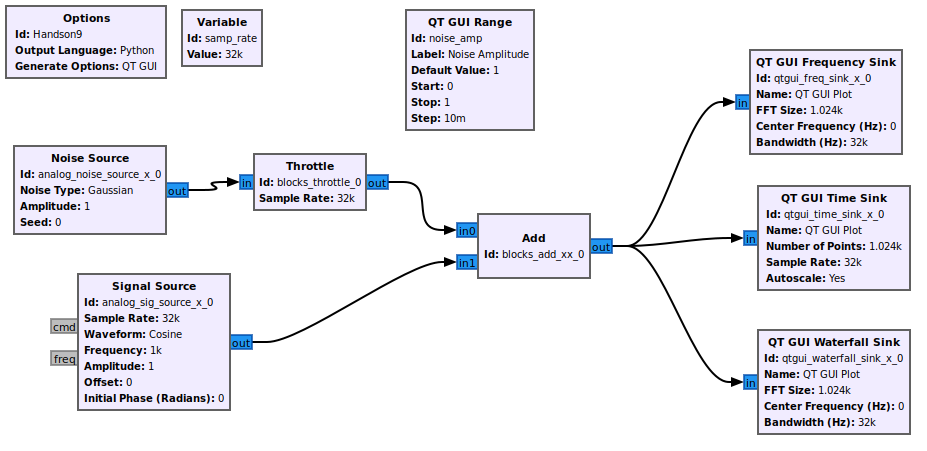 Options
Id: Handson9
Output Language: Python
Generate Options: QT GUI
Variable
Id: samp_rate
Value: 32k
QT GUI Range
Id: noise_amp
Label: Noise Amplitude
Default Value: 1
Start: 0
Stop: 1
Step: 10m
Noise Source
Id: analog_noise_source_x_0
Noise Type: Gaussian
Amplitude: 1
Seed: 0
out
Throttle
Id: blocks_throttle_0
Sample Rate: 32k
in
out
Signal Source
Id: analog_sig_source_x_0
Sample Rate: 32k
Waveform: Cosine
Frequency: 1k
Amplitude: 1
Offset: 0
Initial Phase (Radians): 0
cmd
freq
out
Add
Id: blocks_add_xx_0
in0
in1
out
QT GUI Frequency Sink
Id: qtgui_freq_sink_x_0
Name: QT GUI Plot
FFT Size: 1.024k
Center Frequency (Hz): 0
Bandwidth (Hz): 32k
in
QT GUI Time Sink
Id: qtgui_time_sink_x_0
Name: QT GUI Plot
Number of Points: 1.024k
Sample Rate: 32k
Autoscale: Yes
in
QT GUI Waterfall Sink
Id: qtgui_waterfall_sink_x_0
Name: QT GUI Plot
FFT Size: 1.024k
Center Frequency (Hz): 0
Bandwidth (Hz): 32k
in